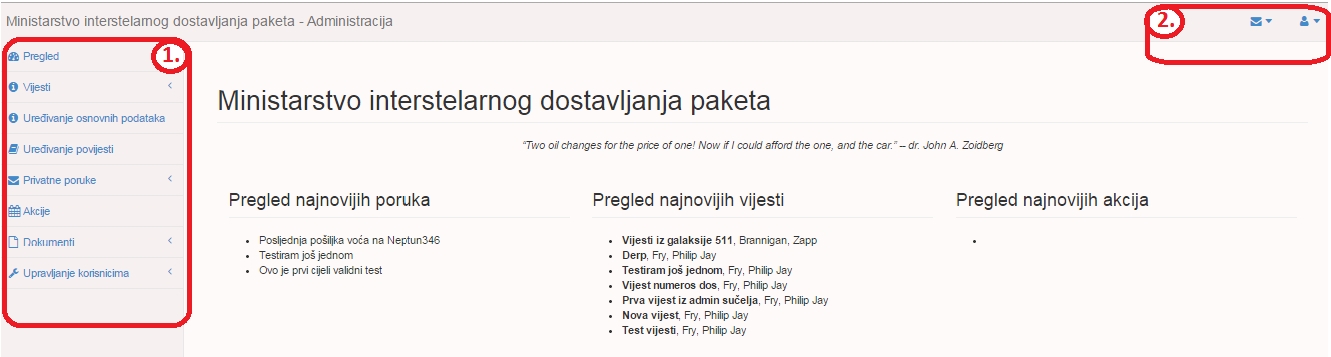 Ministarstvo interstelarnog dostavljanja paketa - Administracija
2.
1.
Pregled
Vijesti
Uređivanje osnovnih podataka
Uređivanje povijesti
Privatne poruke
Akcije
Dokumenti
Upravljanje korisnicima
Ministarstvo interstelarnog dostavljanja paketa
“Two oil changes for the price of one! Now if I could afford the one, and the car.” – dr. John A. Zoidberg
Pregled najnovijih poruka
Posljednja pošiljka voća na Neptun346
Testiram još jednom
Ovo je prvi cijeli validni test
Pregled najnovijih vijesti
Vijesti iz galaksije 511, Brannigan, Zapp
Derp, Fry, Philip Jay
Testiram još jednom, Fry, Philip Jay
Vijest numeros dos, Fry, Philip Jay
Prva vijest iz admin sučelja, Fry, Philip Jay
Nova vijest, Fry, Philip Jay
Test vijesti, Fry, Philip Jay
Pregled najnovijih akcija